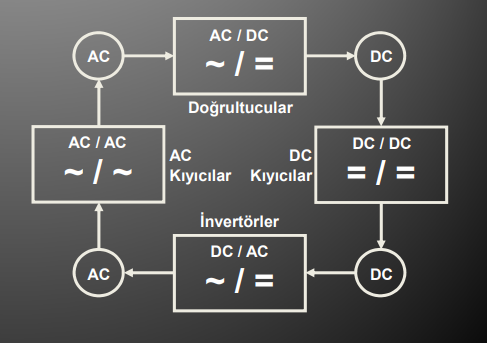 AC
AC / DC
~ / =
DC
Doğrultucular
AC / AC
~ / ~
AC
Kıyıcılar
DC
Kıyıcılar
DC / DC
= / =
İnvertörler
AC
DC / AC
~ / =
DC